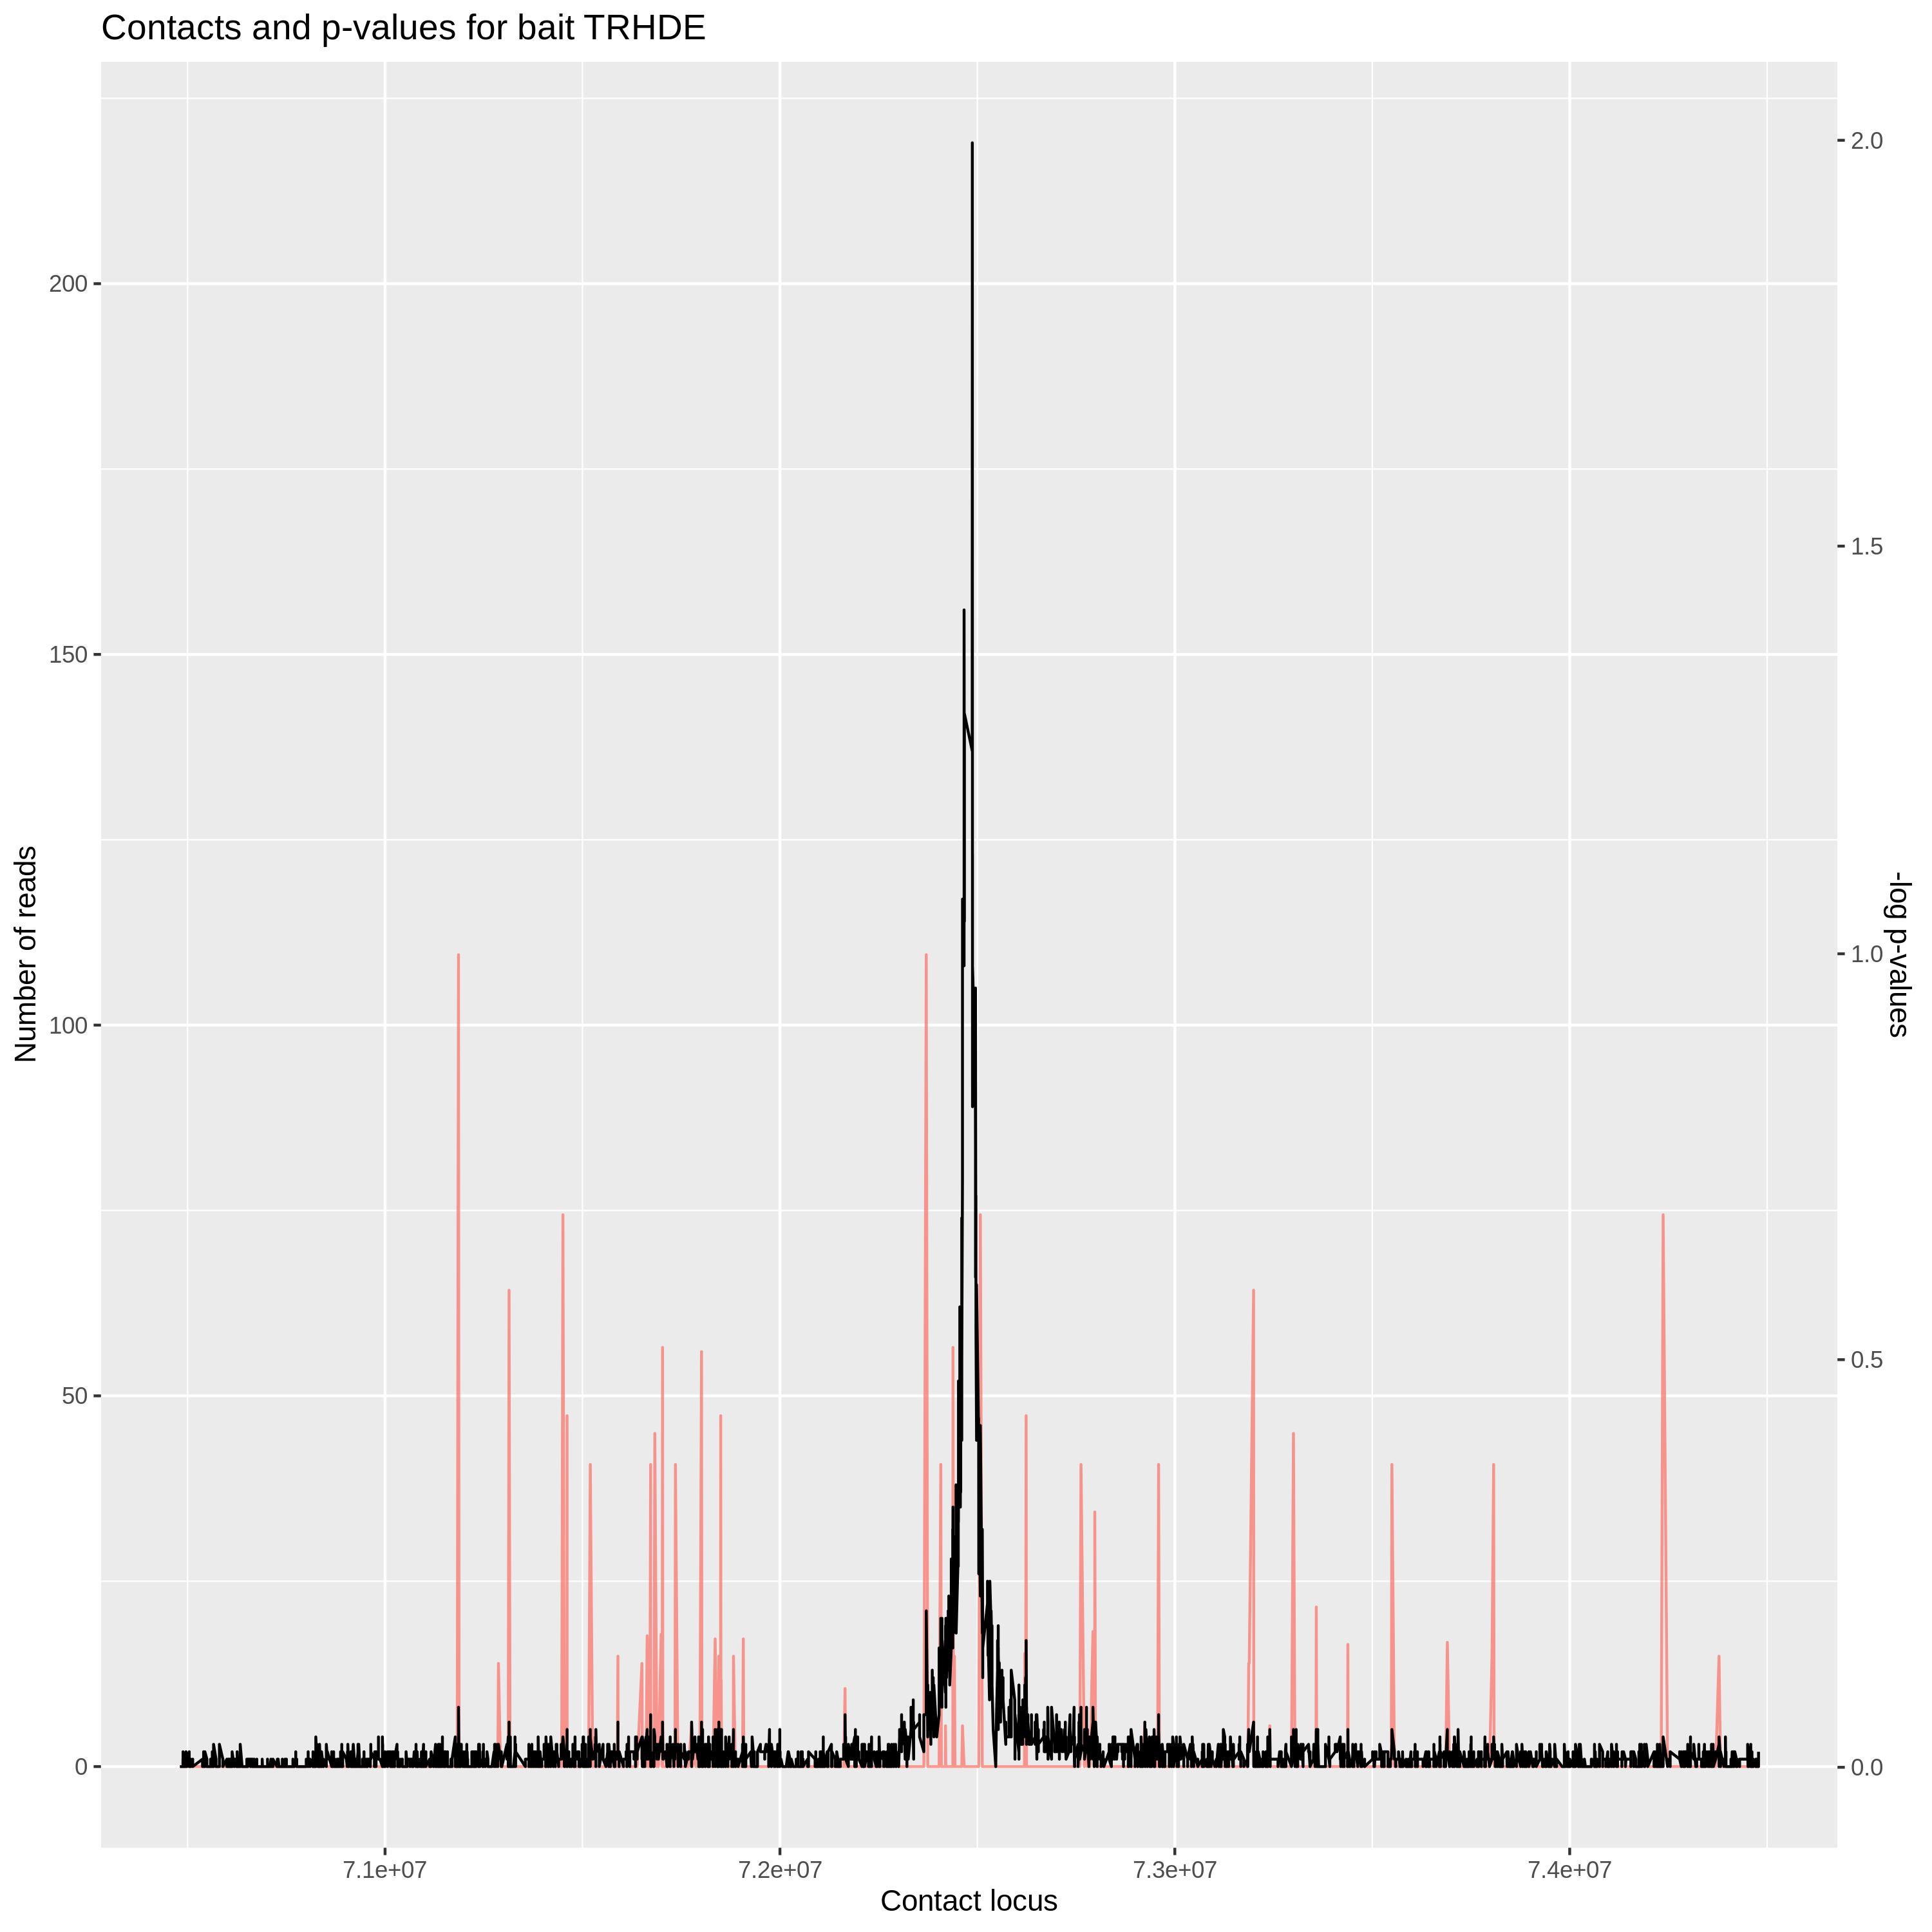 Contacts and p-values for bait TRHDE
Number of reads
200
150
100
50
0
2.0
1.5
1.0
0.5
0.0
-log p-values
7.1e+07
7.2e+07
7.3e+07
7.4e+07
Contact locus